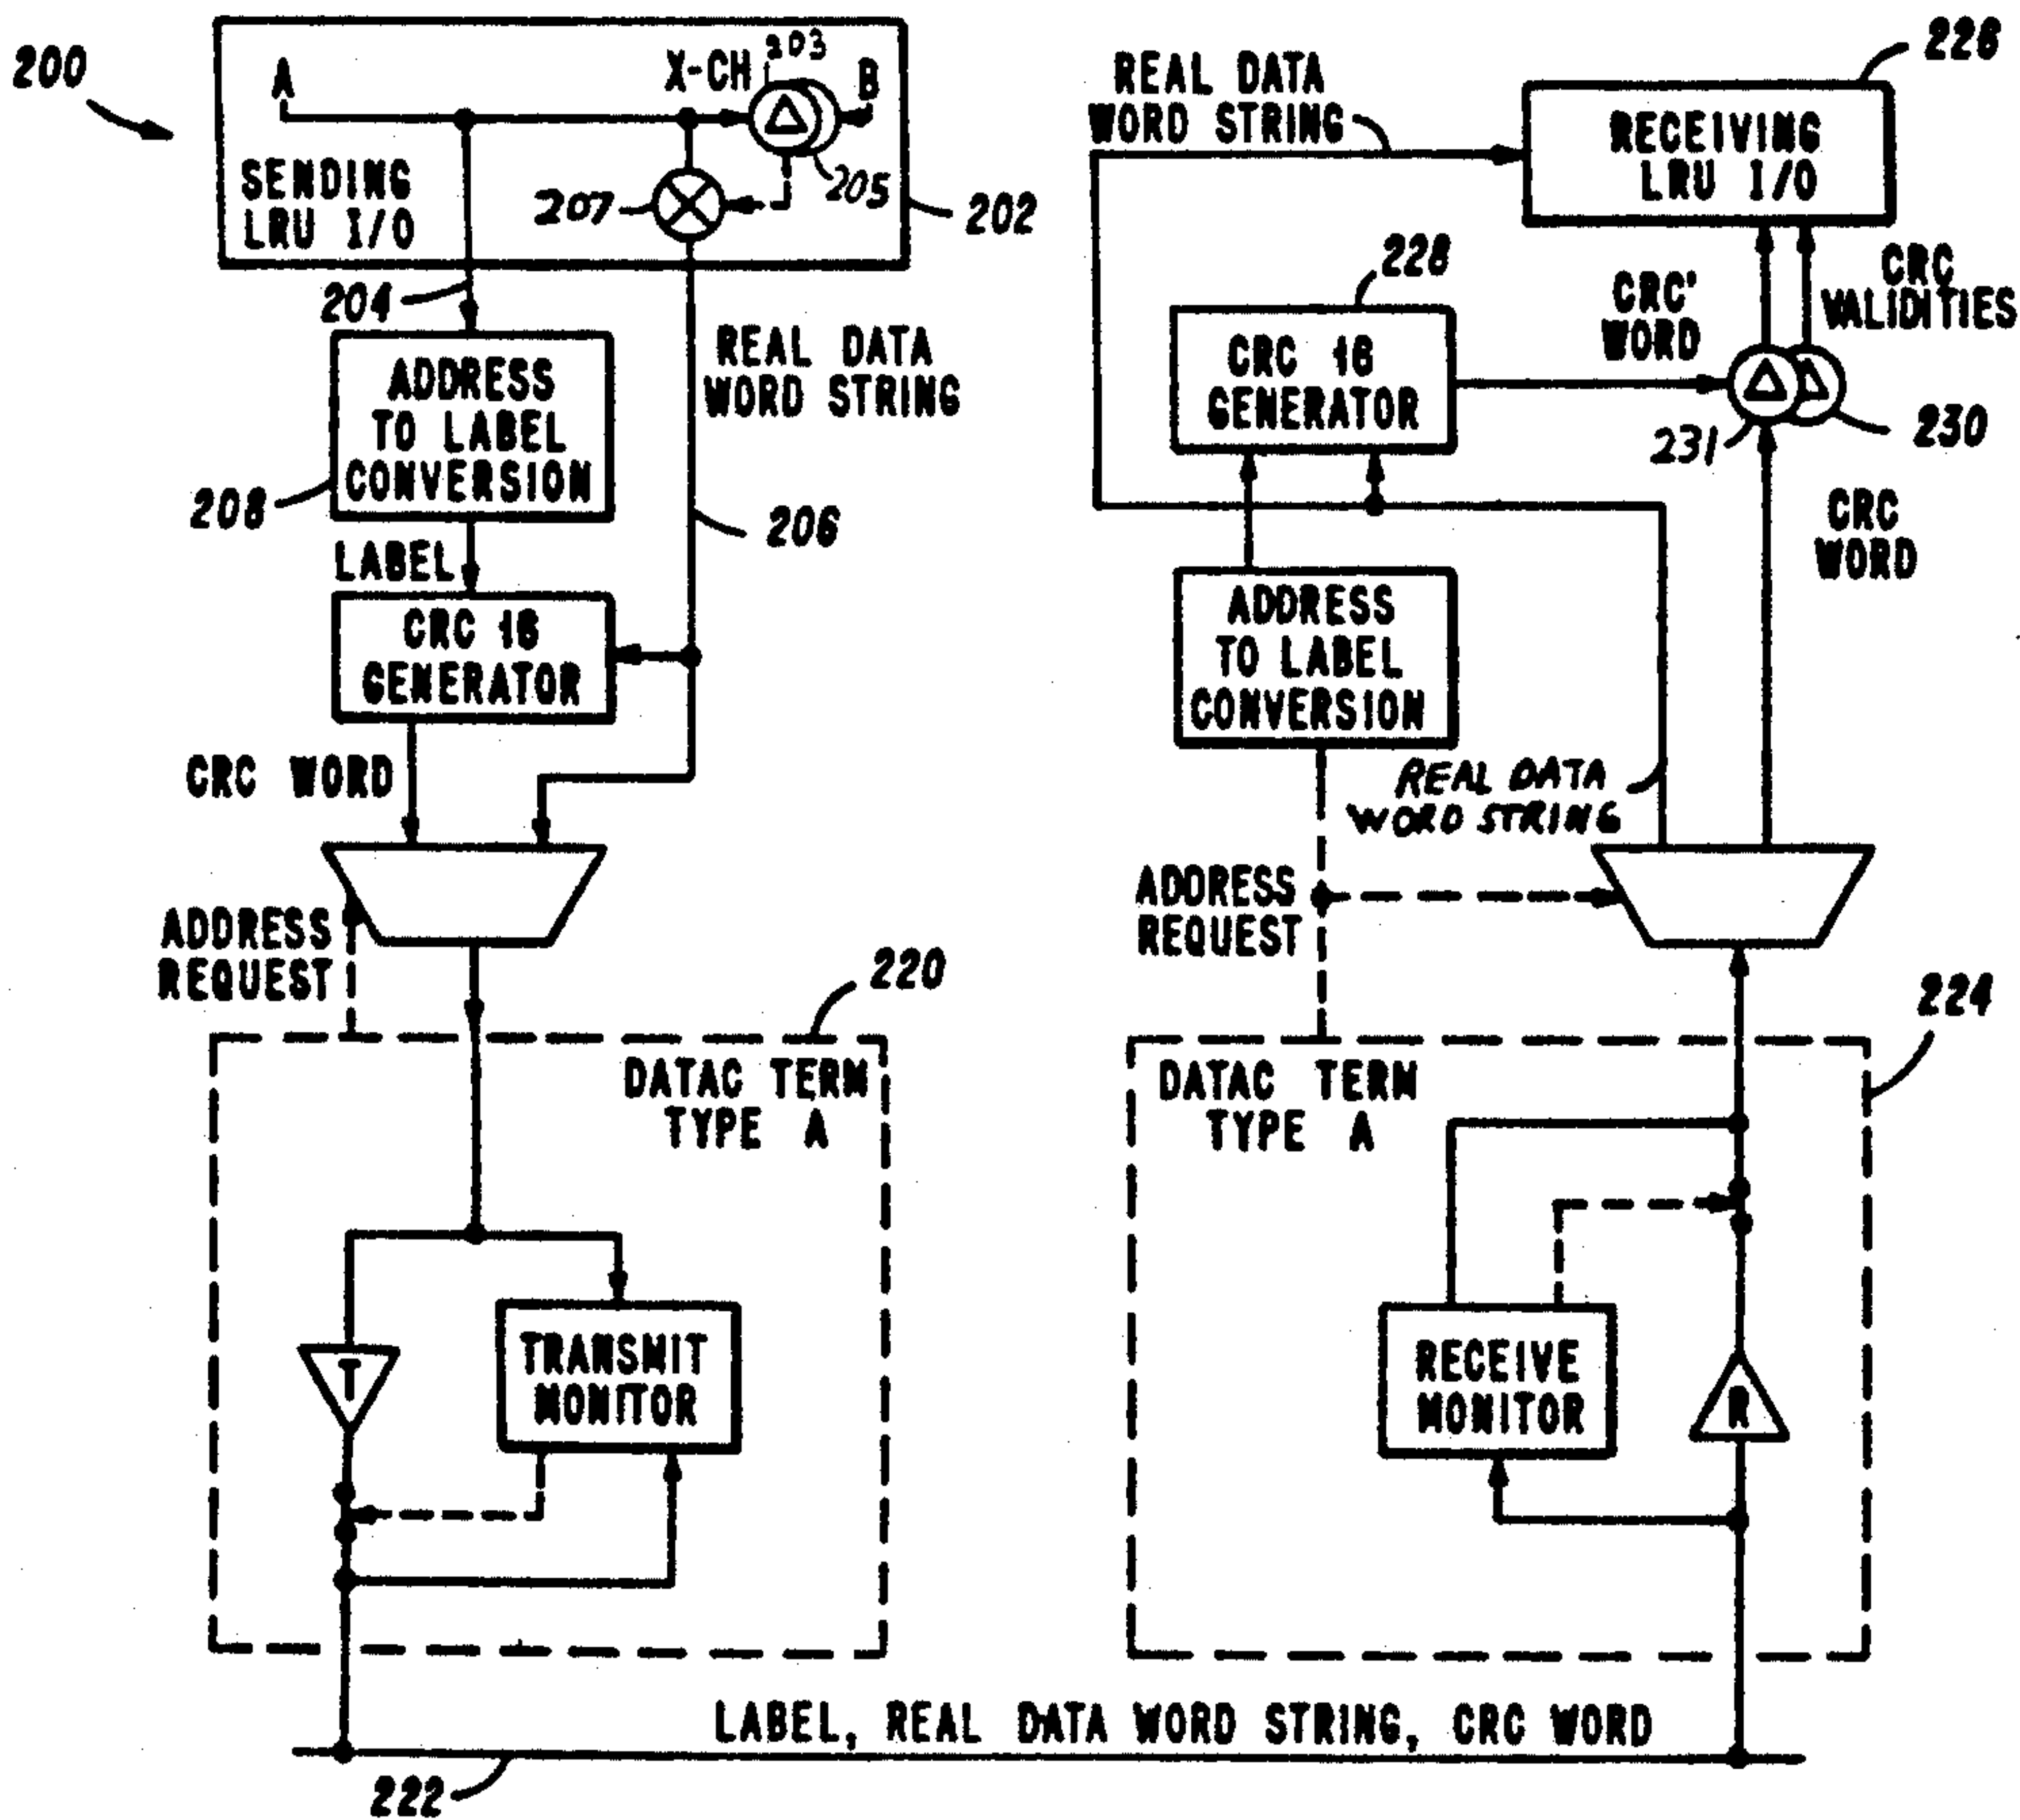 200
A
X-CH
203
B
SENDING
LRU I/O
207
205
202
204
ADDRESS
TO LABEL
CONVERSION
208
REAL DATA
WORD STRING
206
LABEL
CRC 16
GENERATOR
CRC WORD
ADDRESS
REQUEST
220
DATAC TERM
TYPE A
T
TRANSMIT
MONITOR
REAL DATA
WORD STRING
226
RECEIVING
LRU I/O
228
CRC 16
GENERATOR
CRC'
WORD
CRC
VALIDITIES
231
230
CRC
WORD
ADDRESS
TO LABEL
CONVERSION
REAL DATA
WORD STRING
ADDRESS
REQUEST
224
DATAC TERM
TYPE A
RECEIVE
MONITOR
R
LABEL, REAL DATA WORD STRING, CRC WORD
222